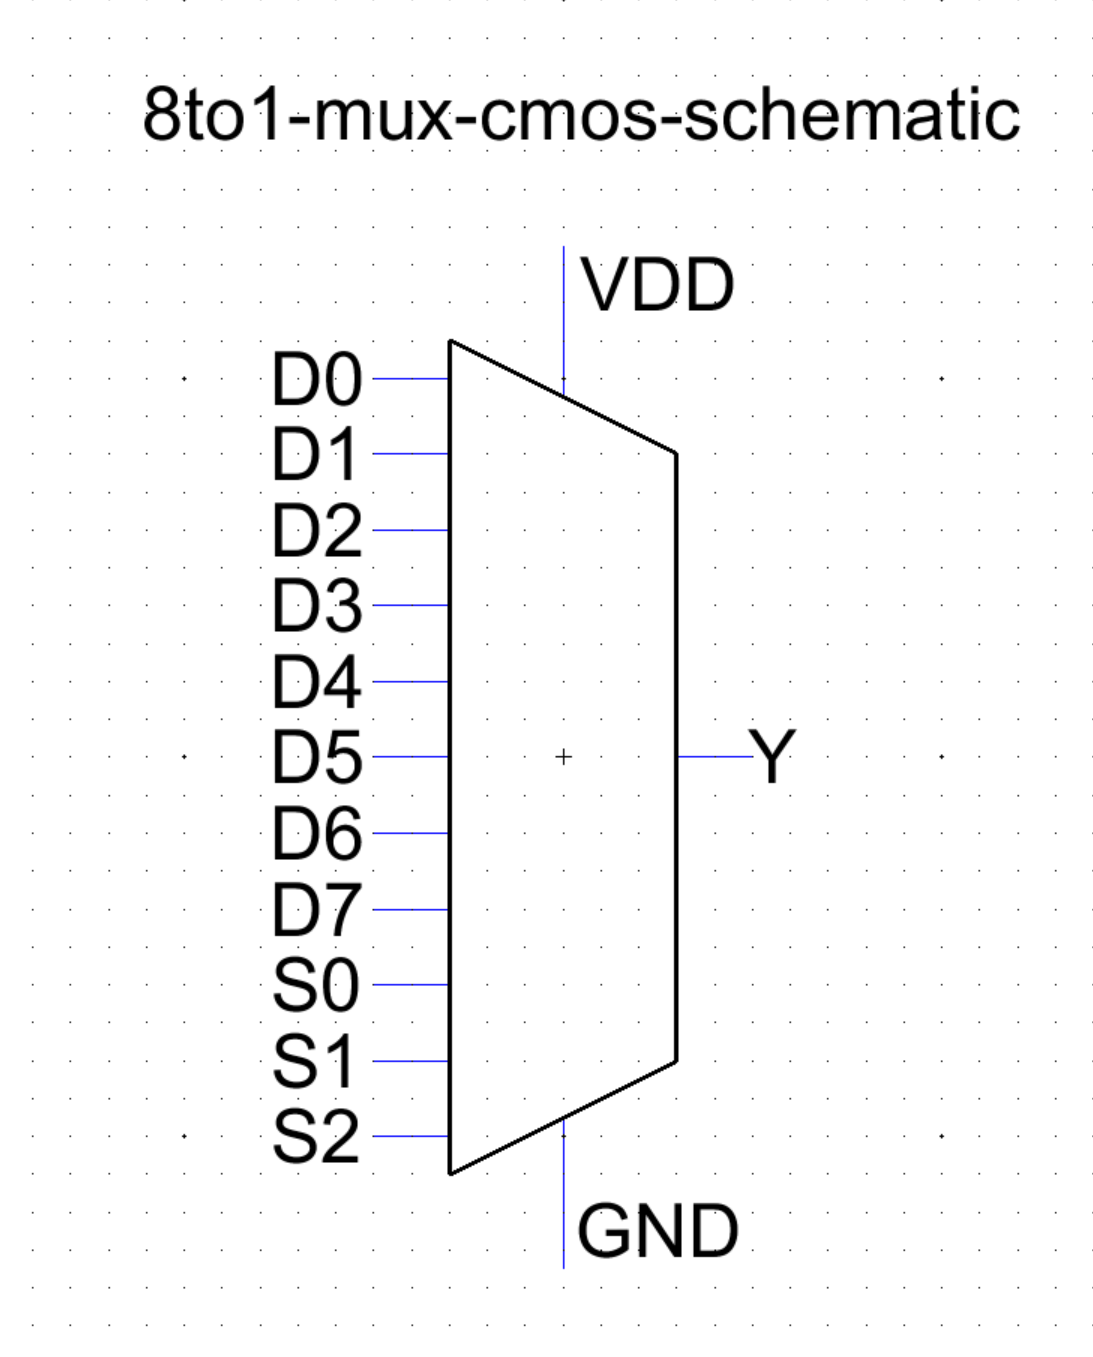 8to1-mux-cmos-schematic
VDD
D0
D1
D2
D3
D4
D5
Y
D6
D7
S0
S1
S2
GND